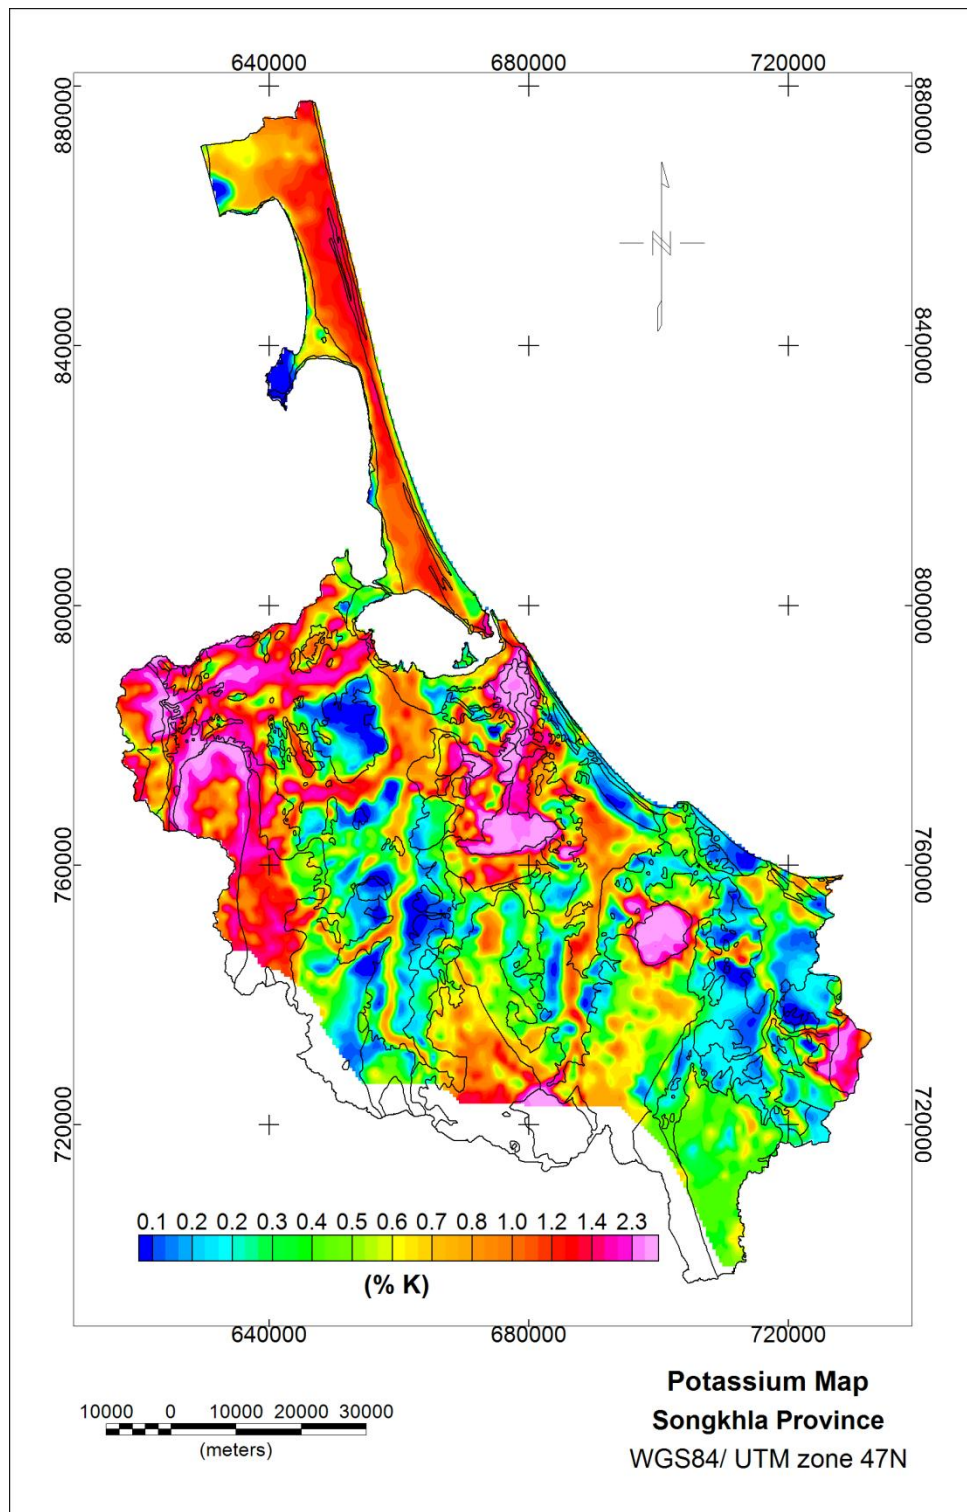 640000 680000 720000
880000 880000
840000 840000
800000 800000
760000 760000
720000 720000
N
0.1 0.2 0.2 0.3 0.4 0.5 0.6 0.7 0.8 1.0 1.2 1.4 2.3
(% K)
640000 680000 720000
10000 0 10000 20000 30000
(meters)
Potassium Map
Songkhla Province
WGS84/ UTM zone 47N